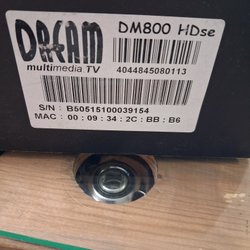 DREAM
multimedia TV
DM800 HDse
4044845080113
S/N : B50515100039154
MAC : 00 : 09 : 34 : 2C : BB : B6